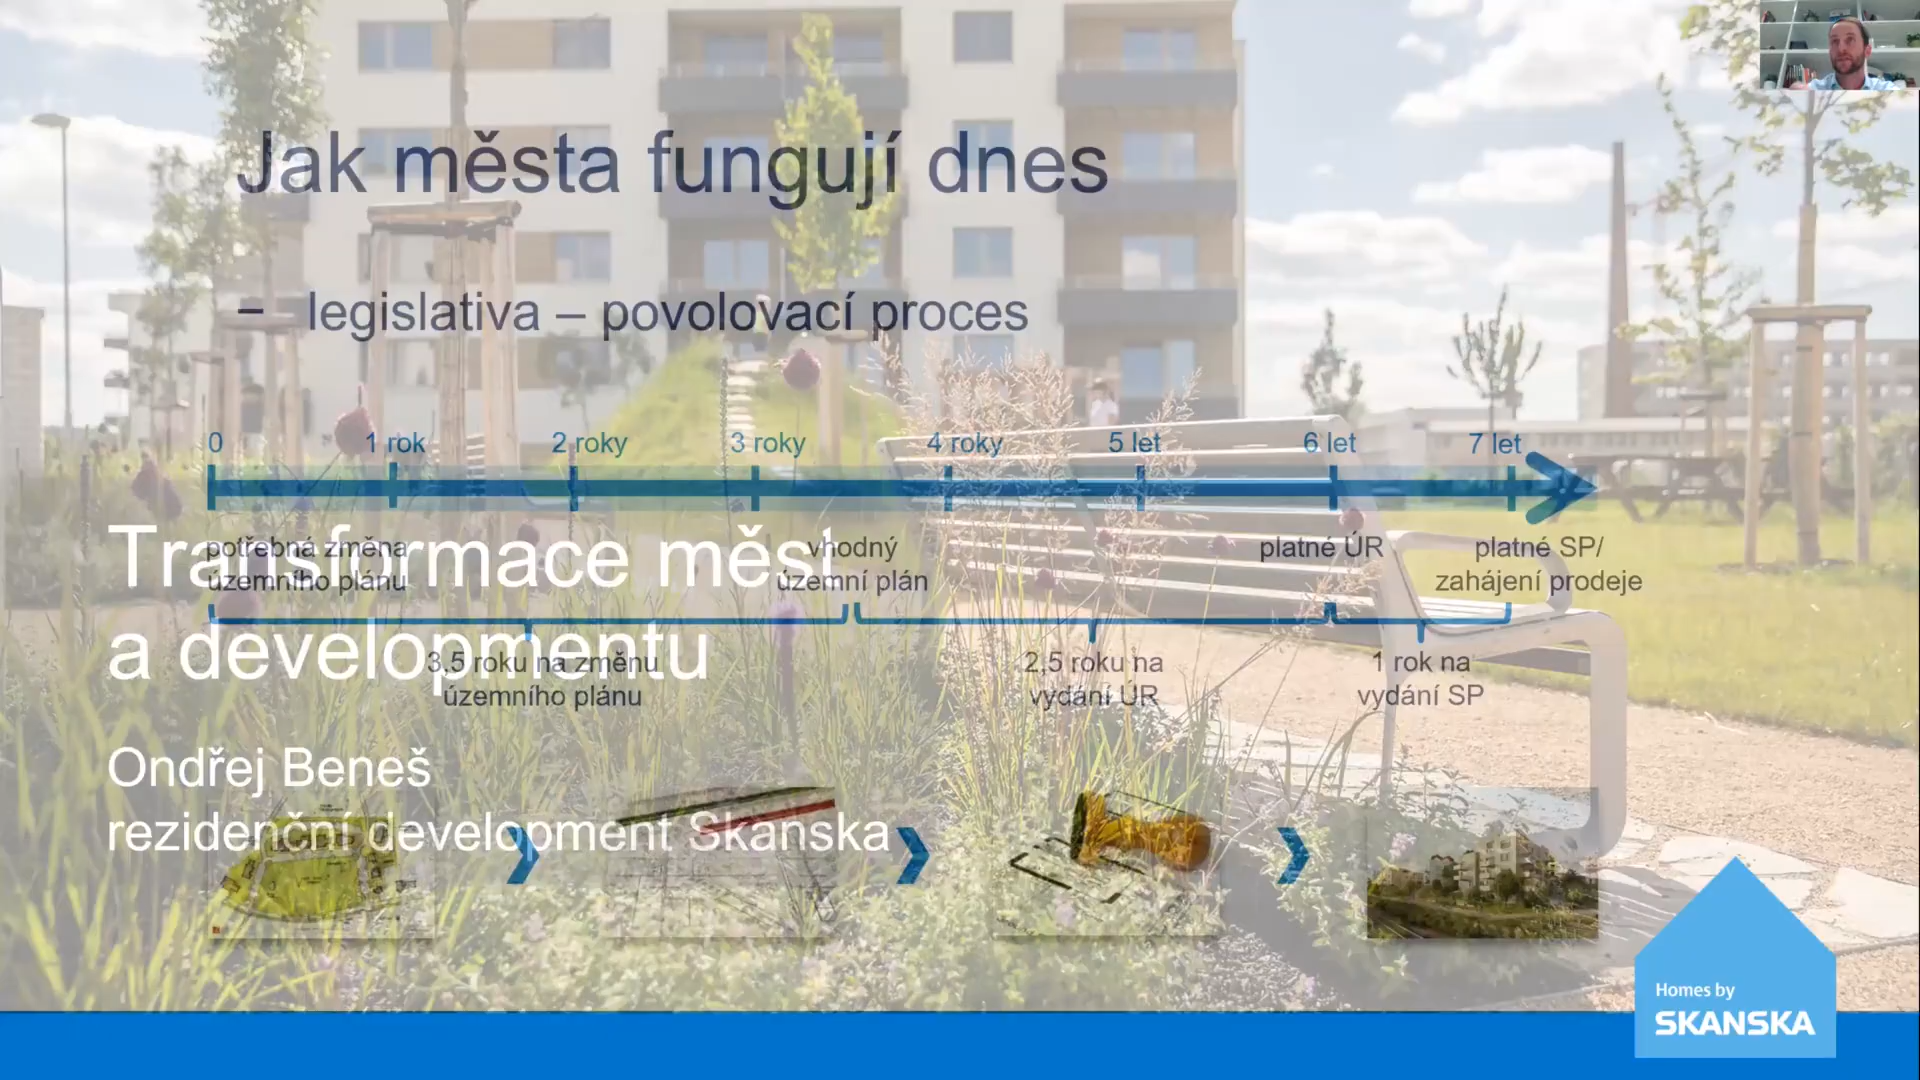 Jak města fungují dnes
− legislativa – povolovací proces
0 1 rok 2 roky 3 roky 4 roky 5 let 6 let 7 let
potřebná změna
územního plánu
vhodný
územní plán
platné ÚR
platné SP/
zahájení prodeje
3,5 roku na změnu
územního plánu
2,5 roku na
vydání ÚR
1 rok na
vydání SP
Transformace měst
a developmentu
Ondřej Beneš
rezidenční development Skanska
Homes by
SKANSKA